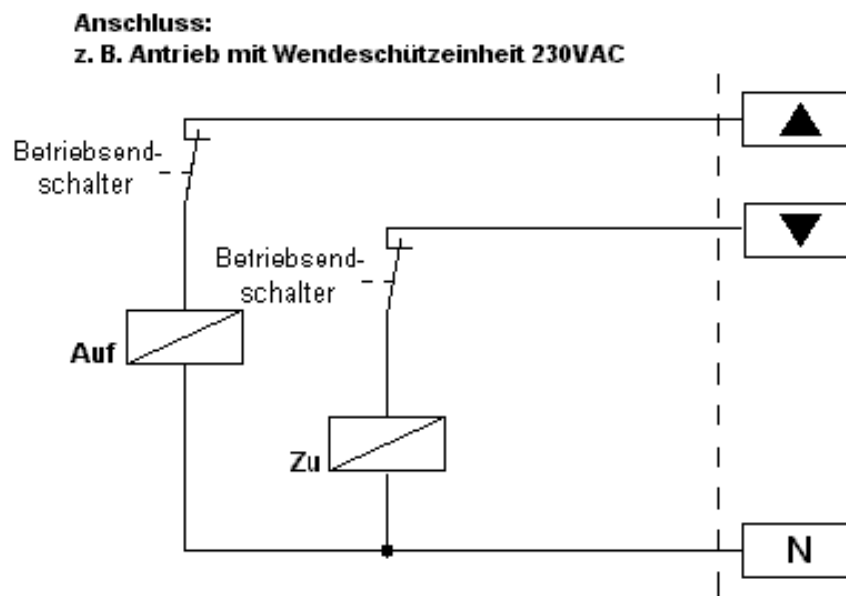 Anschluss:
z. B. Antrieb mit Wendeschützeinheit 230VAC
Betriebsend-
schalter
Betriebsend-
schalter
Auf
Zu
N